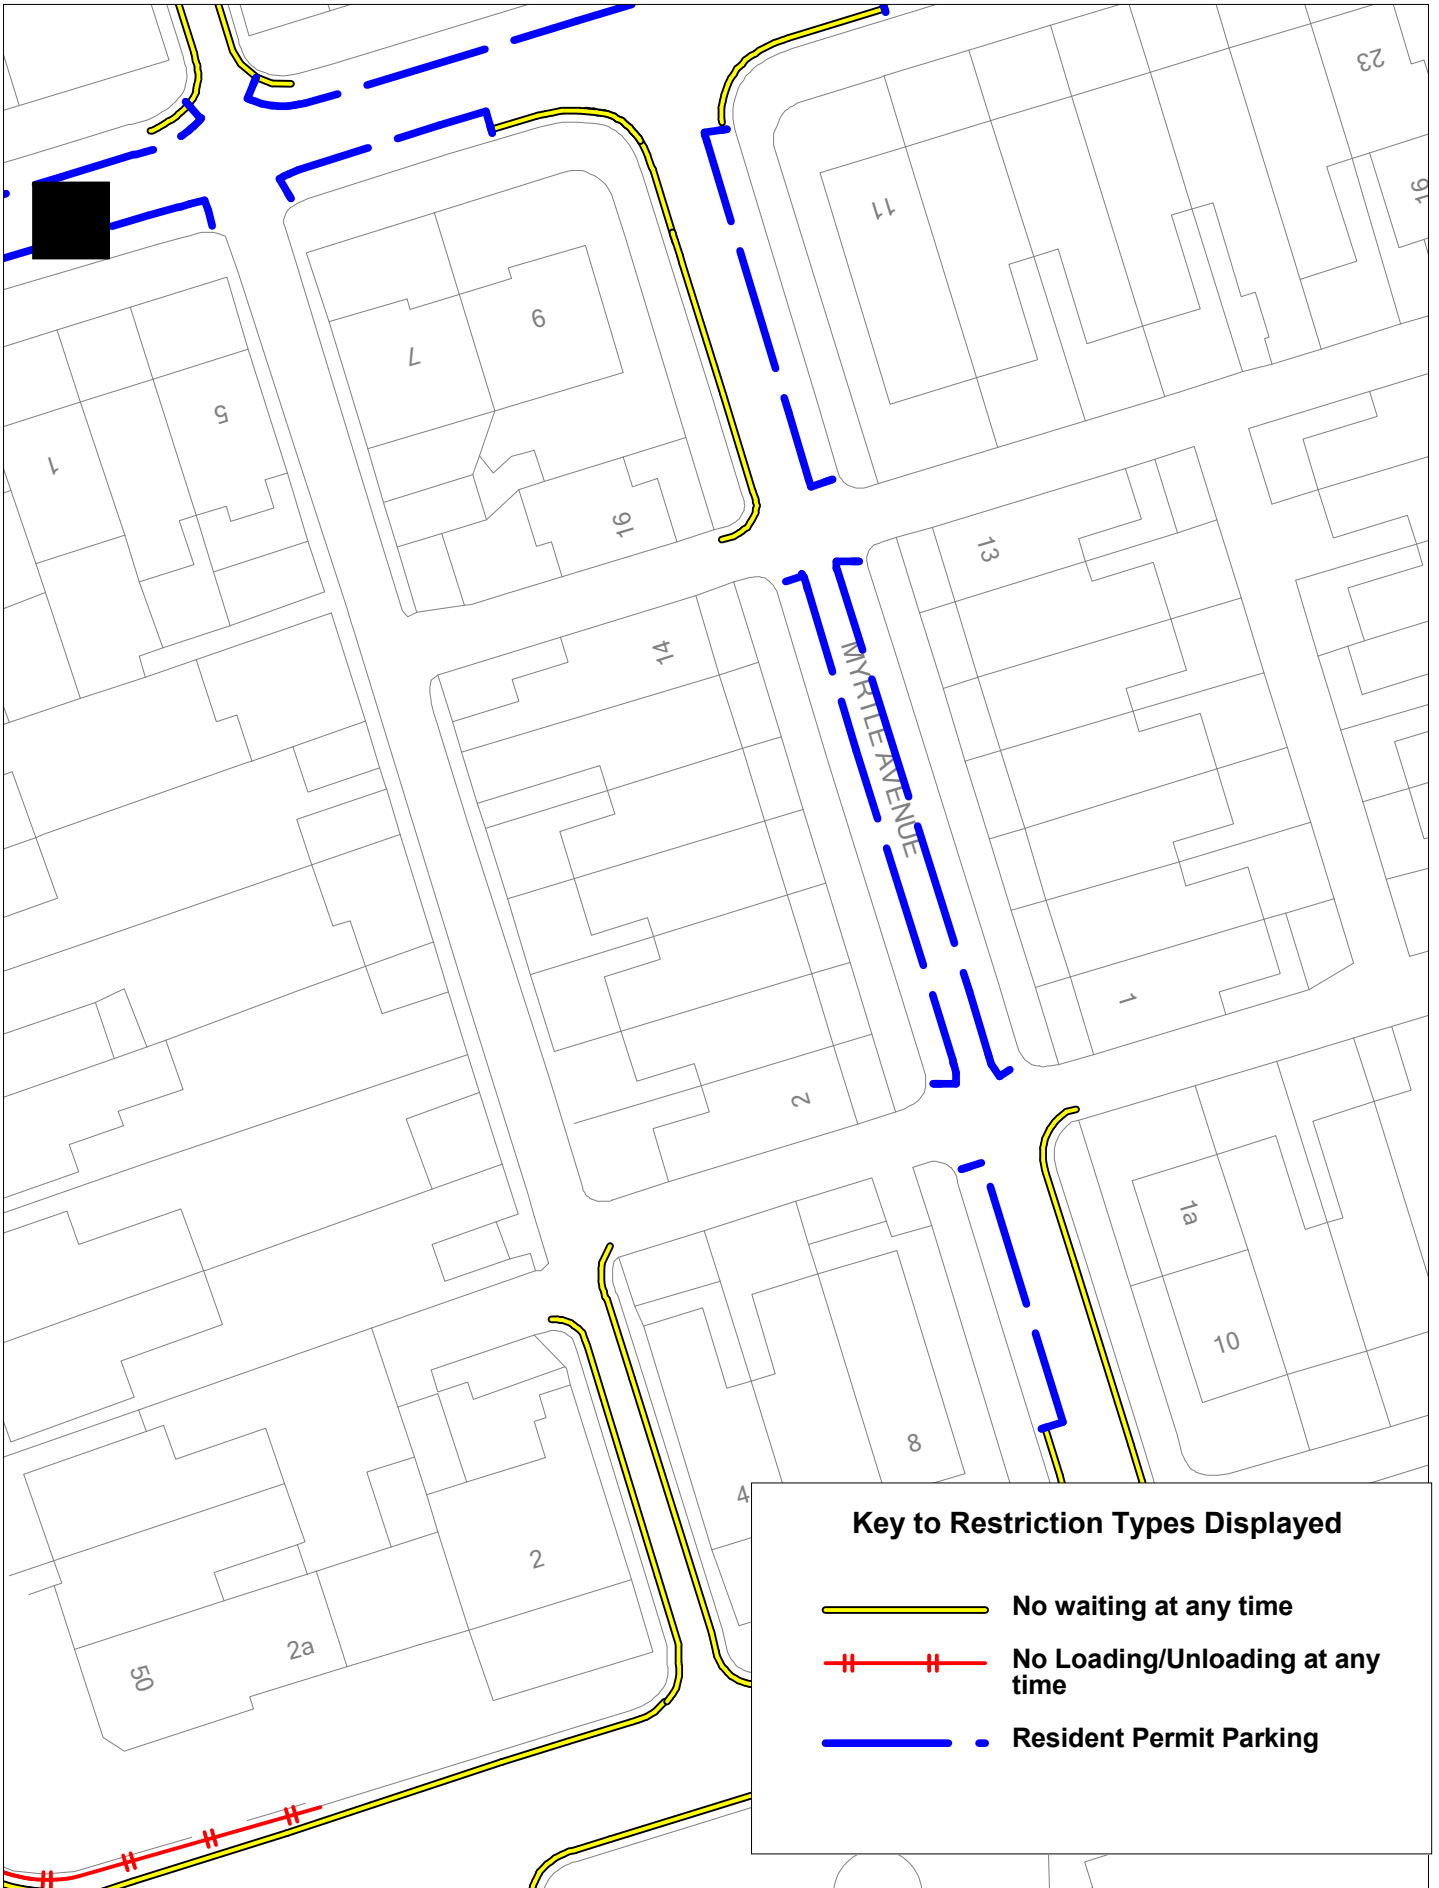 23
16
11
9
7
5
1
16
13
14
MYRTLE AVENUE
1
2
1a
10
8
4
2
2a
50
Key to Restriction Types Displayed
No waiting at any time
No Loading/Unloading at any
time
Resident Permit Parking